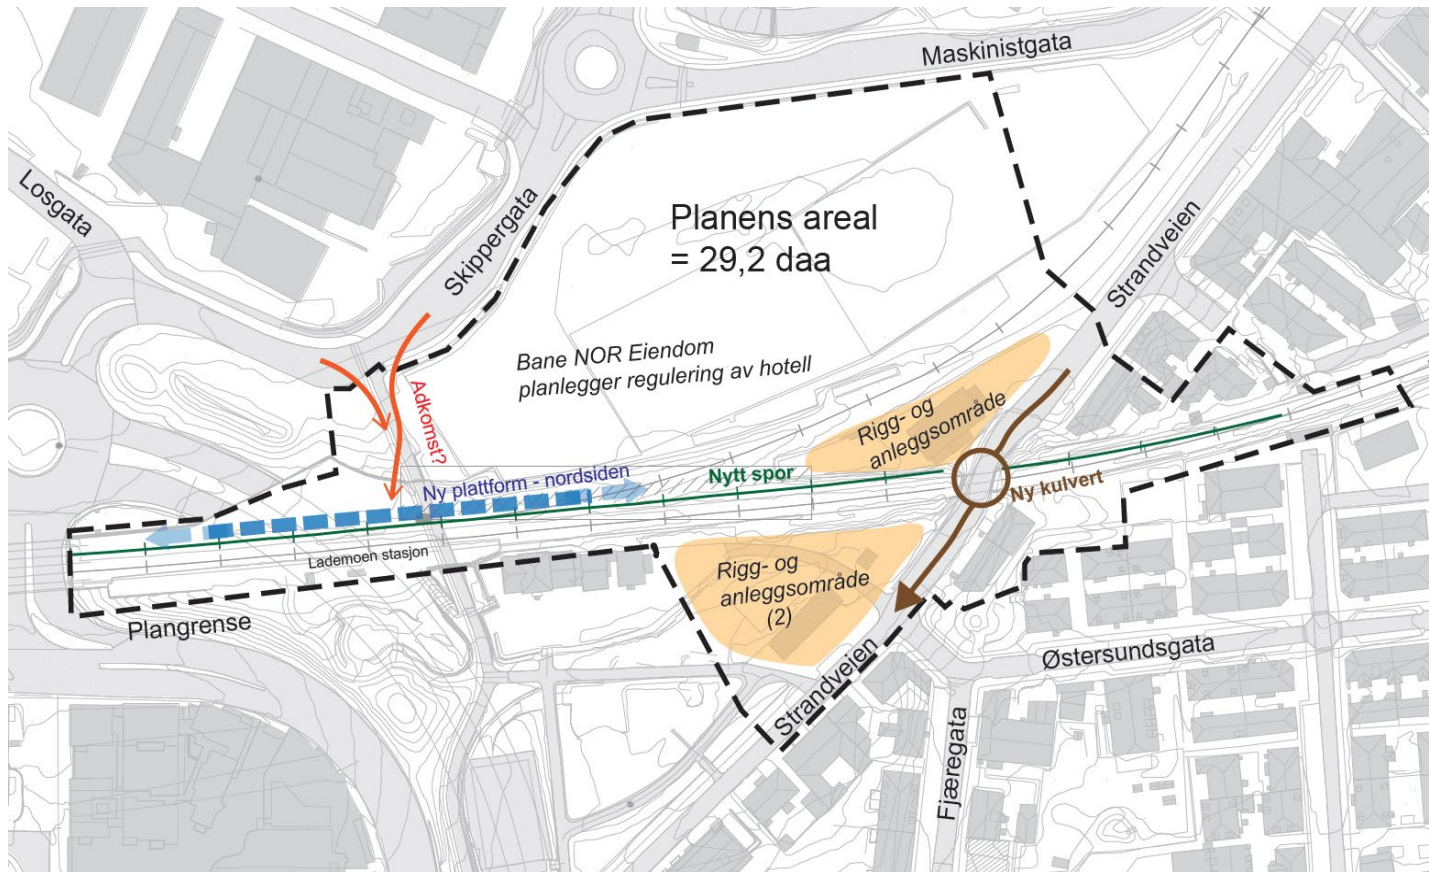 Maskinistgata
Losgata
Skippergata
Planens areal
= 29,2 daa
Strandveien
Bane NOR Eiendom
planlegger regulering av hotell
Adkomst?
Rigg- og
anleggsområde
Ny plattform - nordsiden
Nytt spor
Ny kulvert
Lademoen stasjon
Rigg- og
anleggsområde
(2)
Plangrense
Strandveien
Østersundsgata
Fjæregata